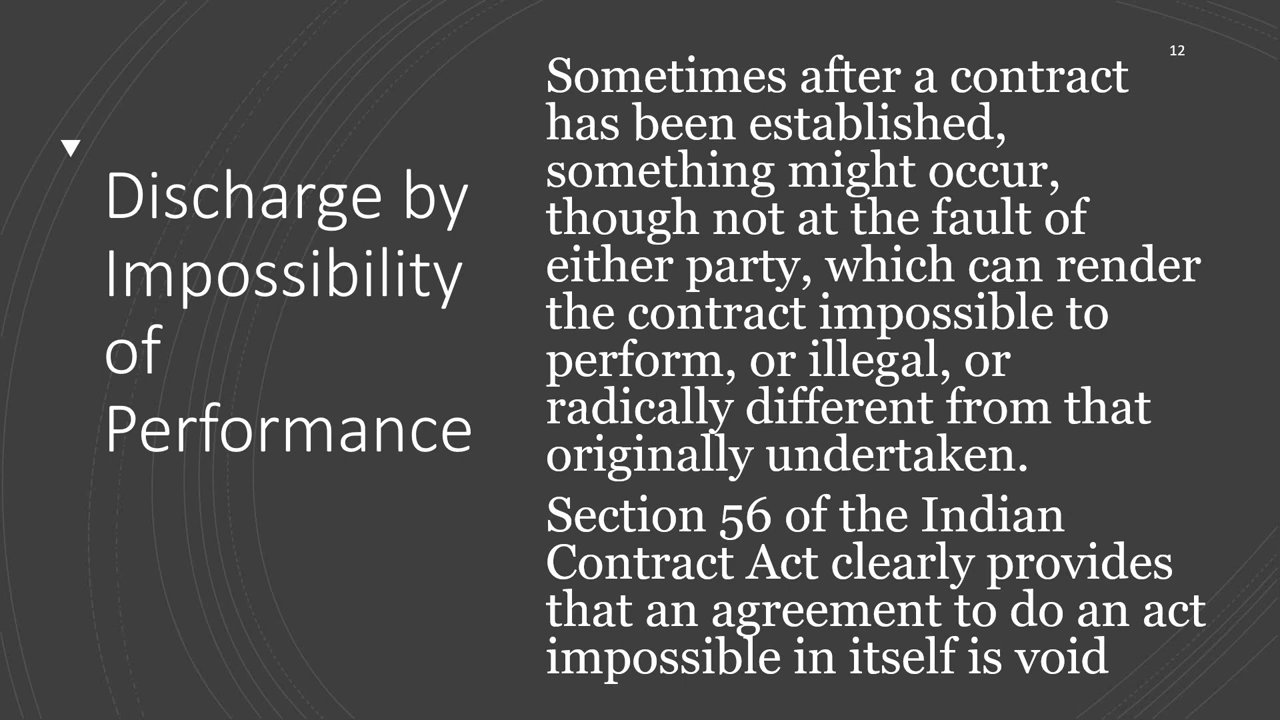 12
Discharge by
Impossibility
of
Performance
Sometimes after a contract
has been established,
something might occur,
though not at the fault of
either party, which can render
the contract impossible to
perform, or illegal, or
radically different from that
originally undertaken.
Section 56 of the Indian
Contract Act clearly provides
that an agreement to do an act
impossible in itself is void